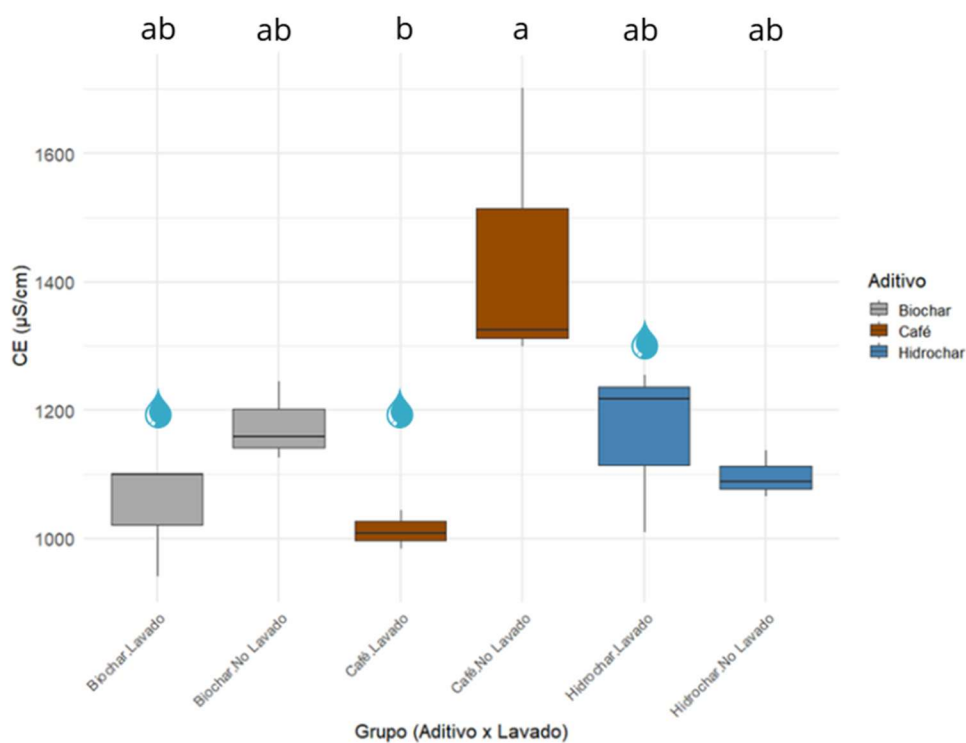 ab ab b a ab ab
1600
1400
1200
1000
CE (µS/cm)
Biochar.Lavado
Biochar.No Lavado
Café.Lavado
Café.No Lavado
Hidrochar.Lavado
Hidrochar.No Lavado
Grupo (Aditivo x Lavado)
Aditivo
Biochar
Café
Hidrochar